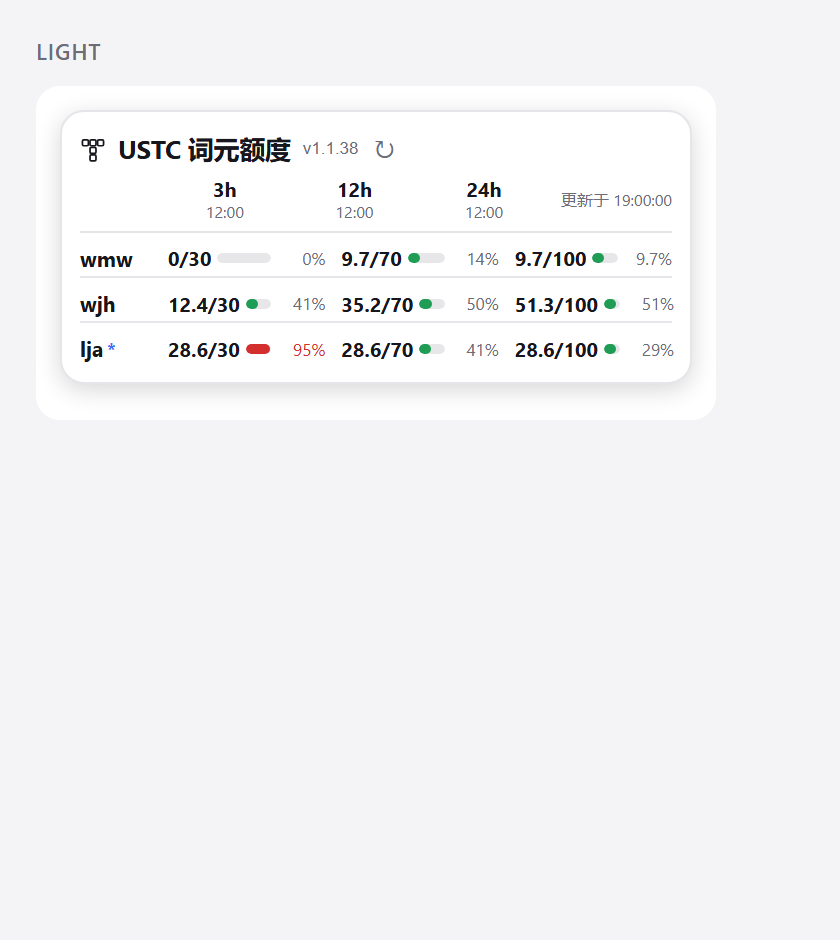 LIGHT
USTC 词元额度 v1.1.38
3h 12h 24h
12:00 12:00 12:00 更新于 19:00:00
wmw 0/30 0% 9.7/70 14% 9.7/100 9.7%
wjh 12.4/30 41% 35.2/70 50% 51.3/100 51%
lja * 28.6/30 95% 28.6/70 41% 28.6/100 29%